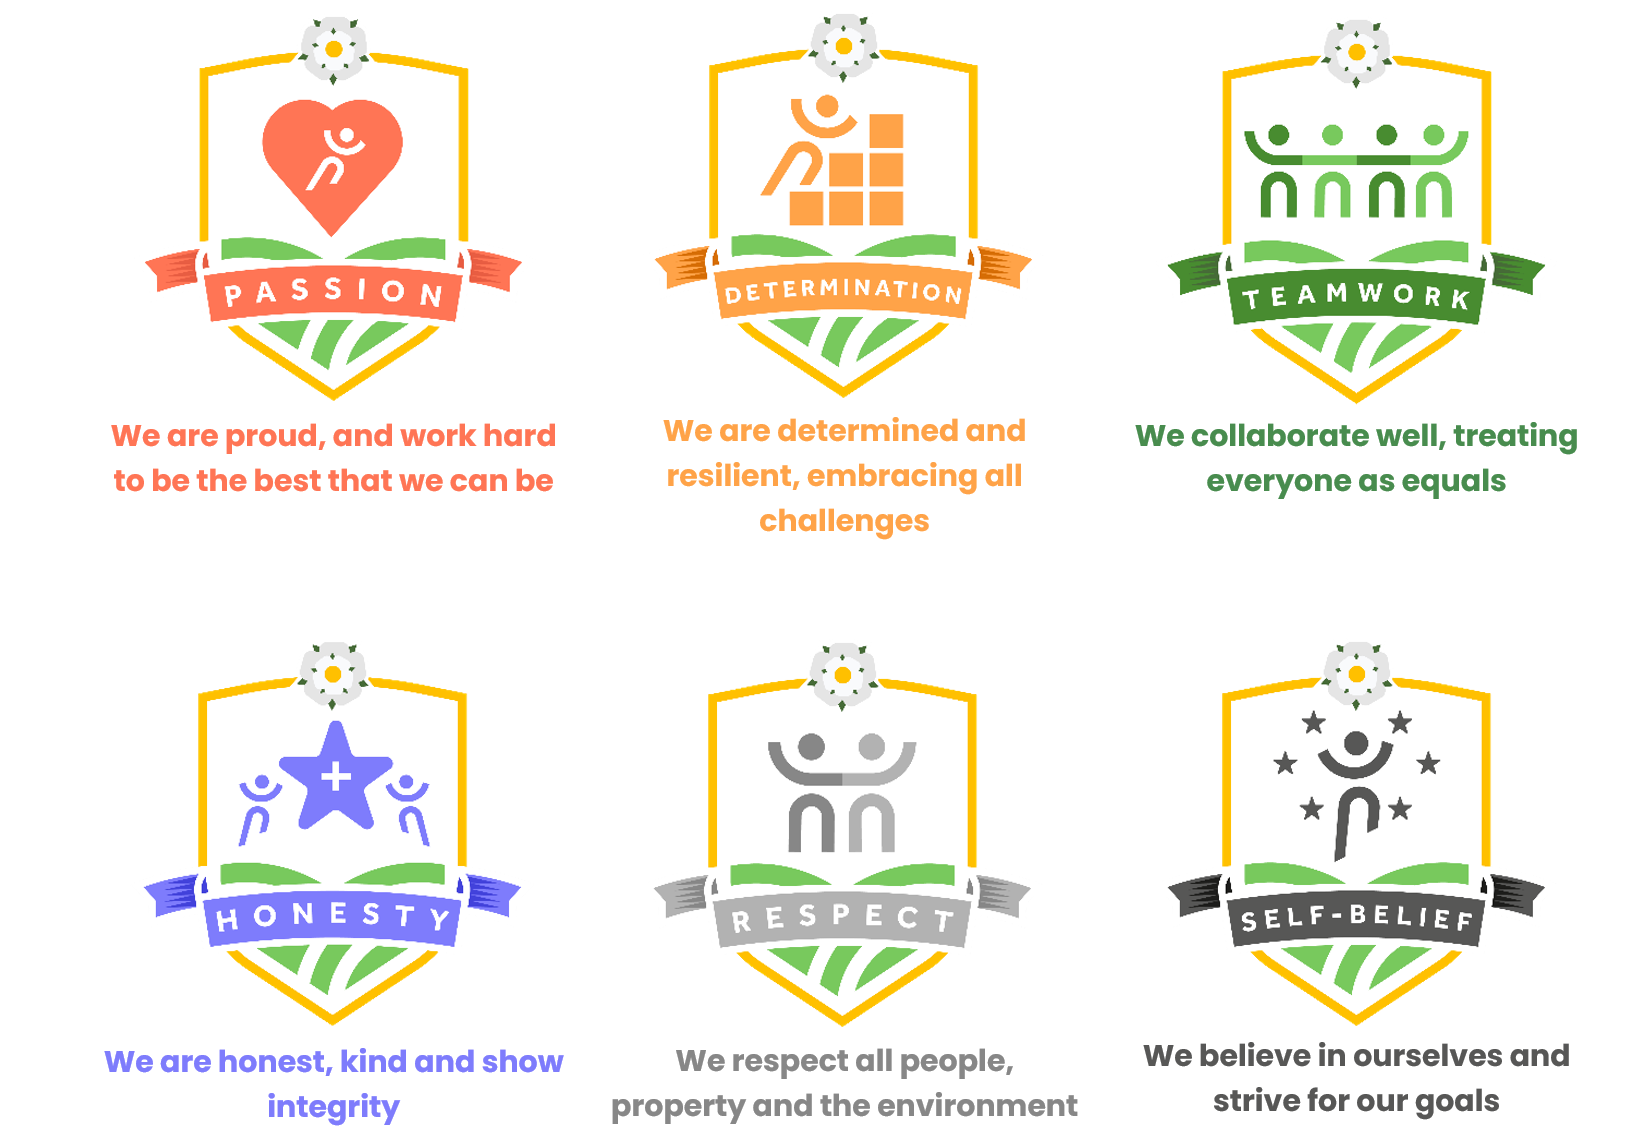 PASSION
We are proud, and work hard
to be the best that we can be
DETERMINATION
We are determined and
resilient, embracing all
challenges
TEAMWORK
We collaborate well, treating
everyone as equals
HONESTY
We are honest, kind and show
integrity
RESPECT
We respect all people,
property and the environment
SELF-BELIEF
We believe in ourselves and
strive for our goals